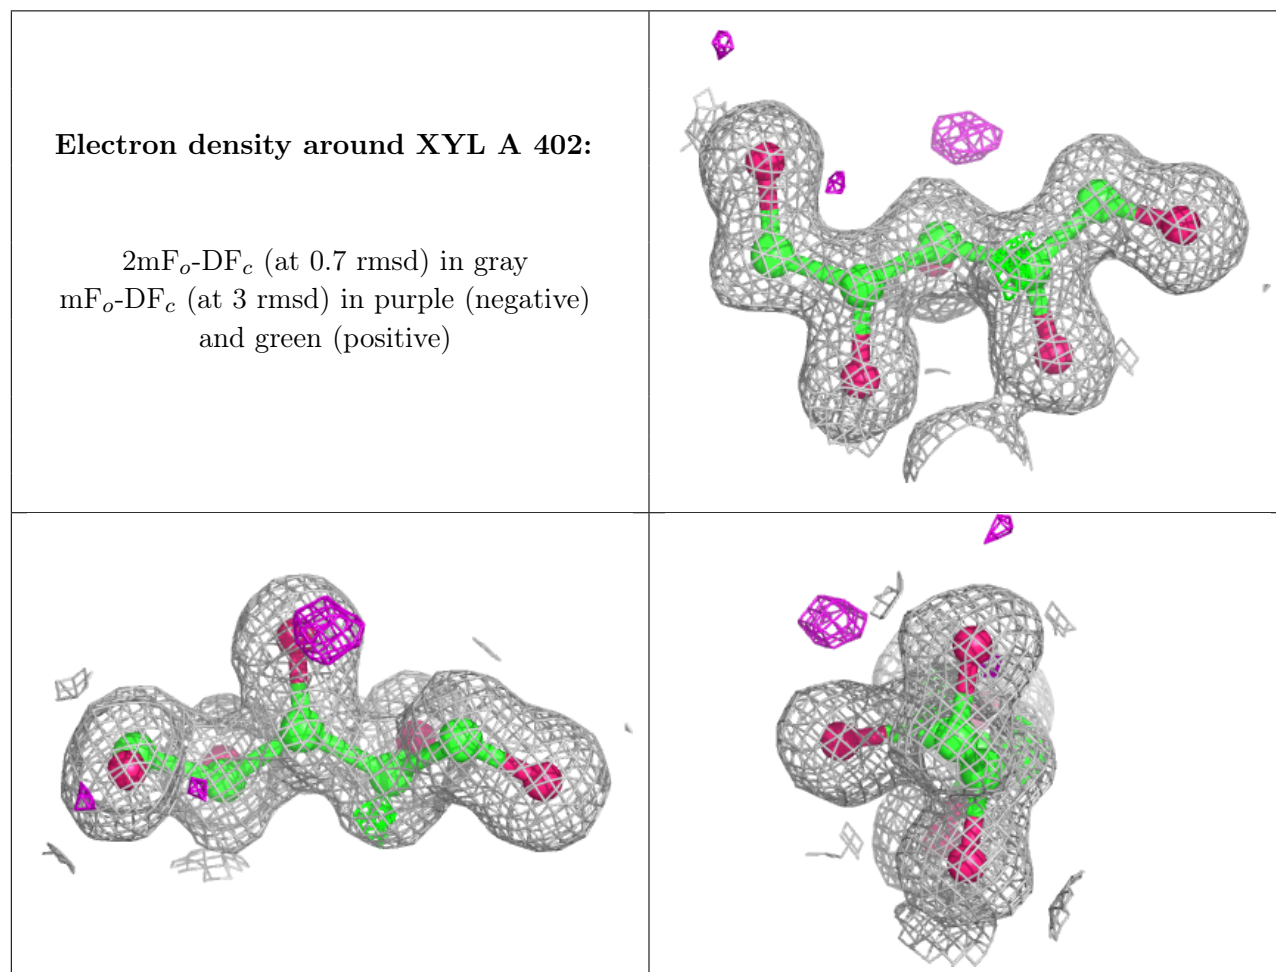 Electron density around XYL A 402:
2mFo-DFc (at 0.7 rmsd) in gray
mFo-DFc (at 3 rmsd) in purple (negative)
and green (positive)